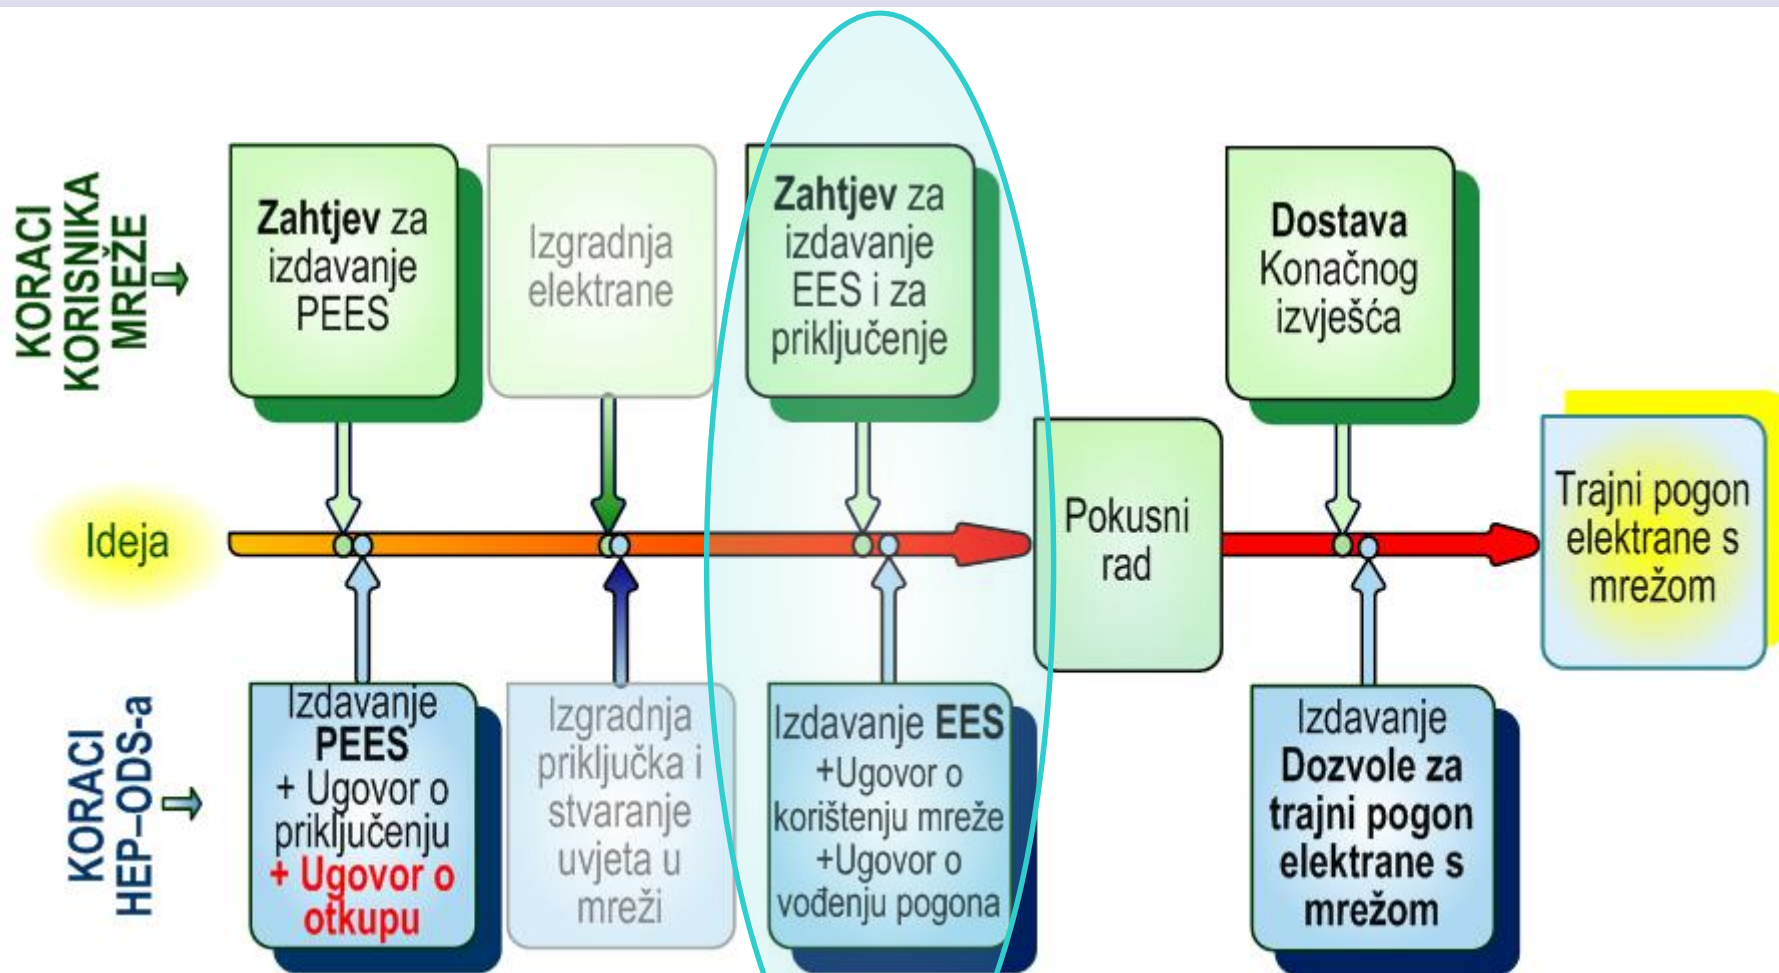 KORACI
KORISNIKA
MREŽE
Zahtjev za
izdavanje
PEES
Izgradnja
elektrane
Zahtjev za
izdavanje
EES i za
priključenje
Dostava
Konačnog
izvješća
Ideja
Pokusni
rad
Trajni pogon
elektrane s
mrežom
KORACI
HEP–ODS-a
Izdavanje
PEES
+ Ugovor o
priključenju
+ Ugovor o
otkupu
Izgradnja
priključka i
stvaranje
uvjeta u
mreži
Izdavanje EES
+Ugovor o
korištenju mreže
+Ugovor o
vođenju pogona
Izdavanje
Dozvole za
trajni pogon
elektrane s
mrežom